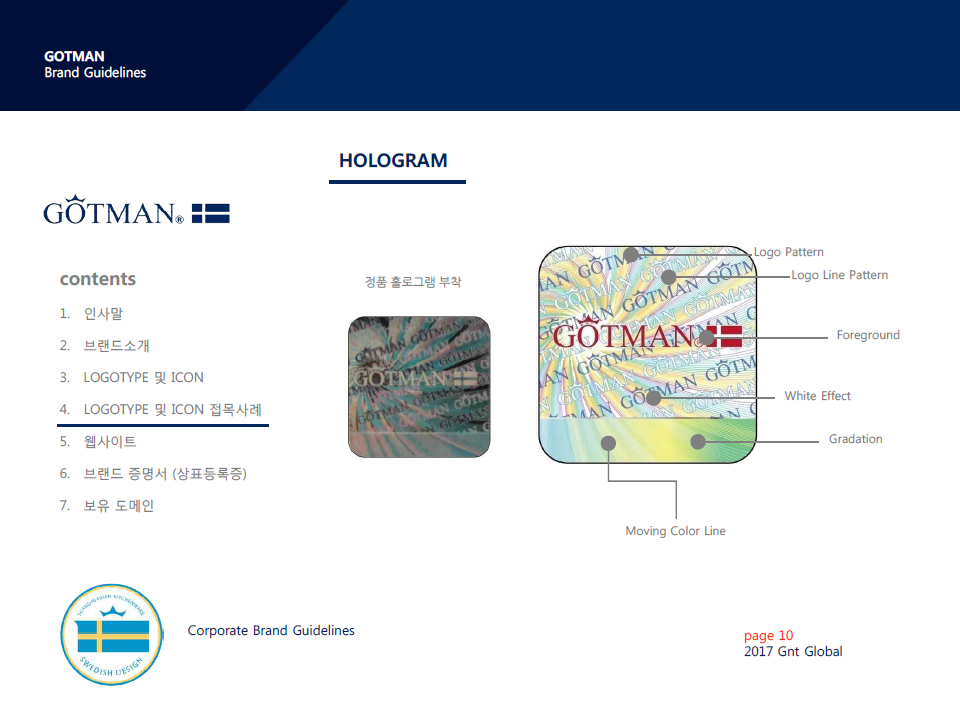 GOTMAN
Brand Guidelines
HOLOGRAM
GÖTMAN®
contents
1. 인사말
2. 브랜드소개
3. LOGOTYPE 및 ICON
4. LOGOTYPE 및 ICON 접목사례
5. 웹사이트
6. 브랜드 증명서 (상표등록증)
7. 보유 도메인
정품 홀로그램 부착
GOTMAN
GÖTMAN®
Logo Pattern
Logo Line Pattern
Foreground
White Effect
Gradation
Moving Color Line
SCANDINAVIAN KITCHENWARE
SWEDISH DESIGN
Corporate Brand Guidelines
page 10
2017 Gnt Global